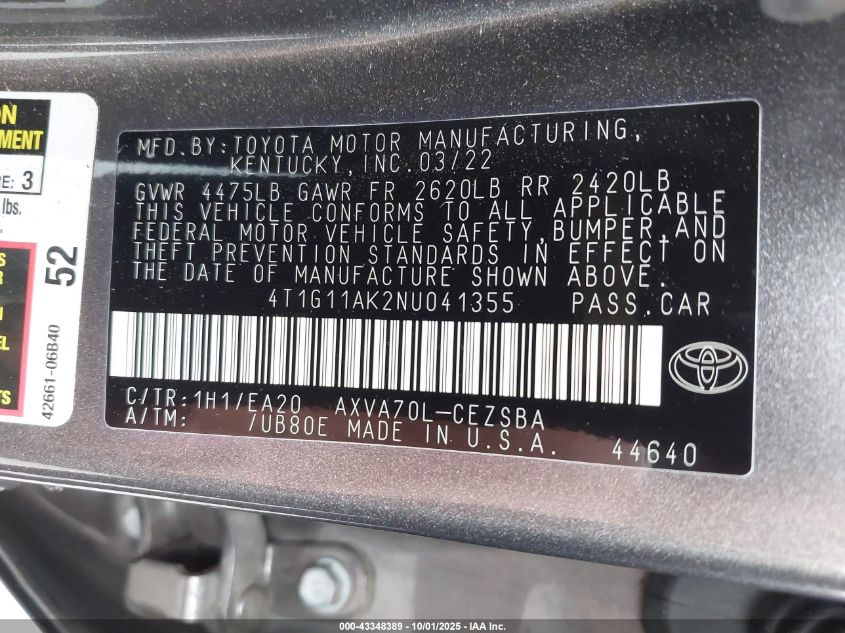 ON
MENT
RE: 3
lbs.
52
S
R
EL
TS
42661-06B40
MFD.BY: TOYOTA MOTOR MANUFACTURING,
KENTUCKY, INC. 03/22
GVWR 4475LB GAWR FR 2620LB RR 2420LB
THIS VEHICLE CONFORMS TO ALL APPLICABLE
FEDERAL MOTOR VEHICLE SAFETY, BUMPER, AND
THEFT PREVENTION STANDARDS IN EFFECT ON
THE DATE OF MANUFACTURE SHOWN ABOVE.
4T1G11AK2NU041355 PASS.CAR
C/TR: 1H1/EA20 AXVA70L-CEZSBA
A/TM: /UB80E MADE IN U.S.A.
44640
000-43348389 - 10/01/2025 - IAA Inc.